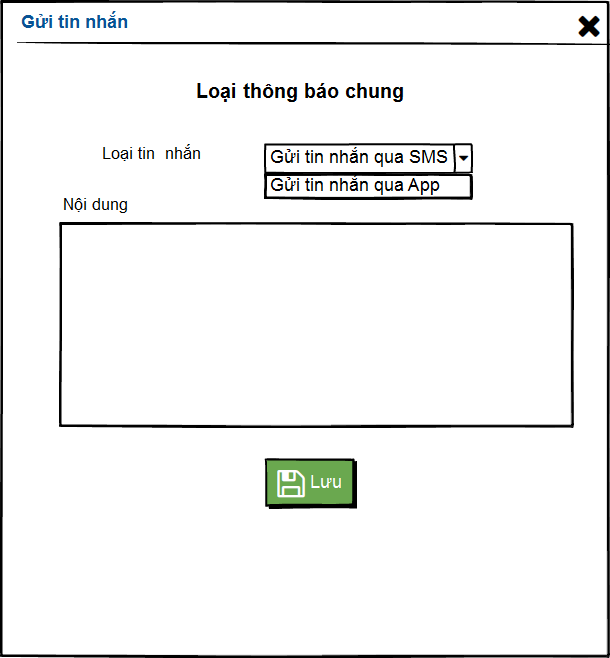 Gửi tin nhắn
Loại thông báo chung
Loại tin nhắn
Gửi tin nhắn qua SMS
Gửi tin nhắn qua App
Nội dung
Lưu